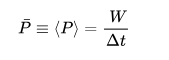 P̄ ≡ ⟨P⟩ = W / Δt